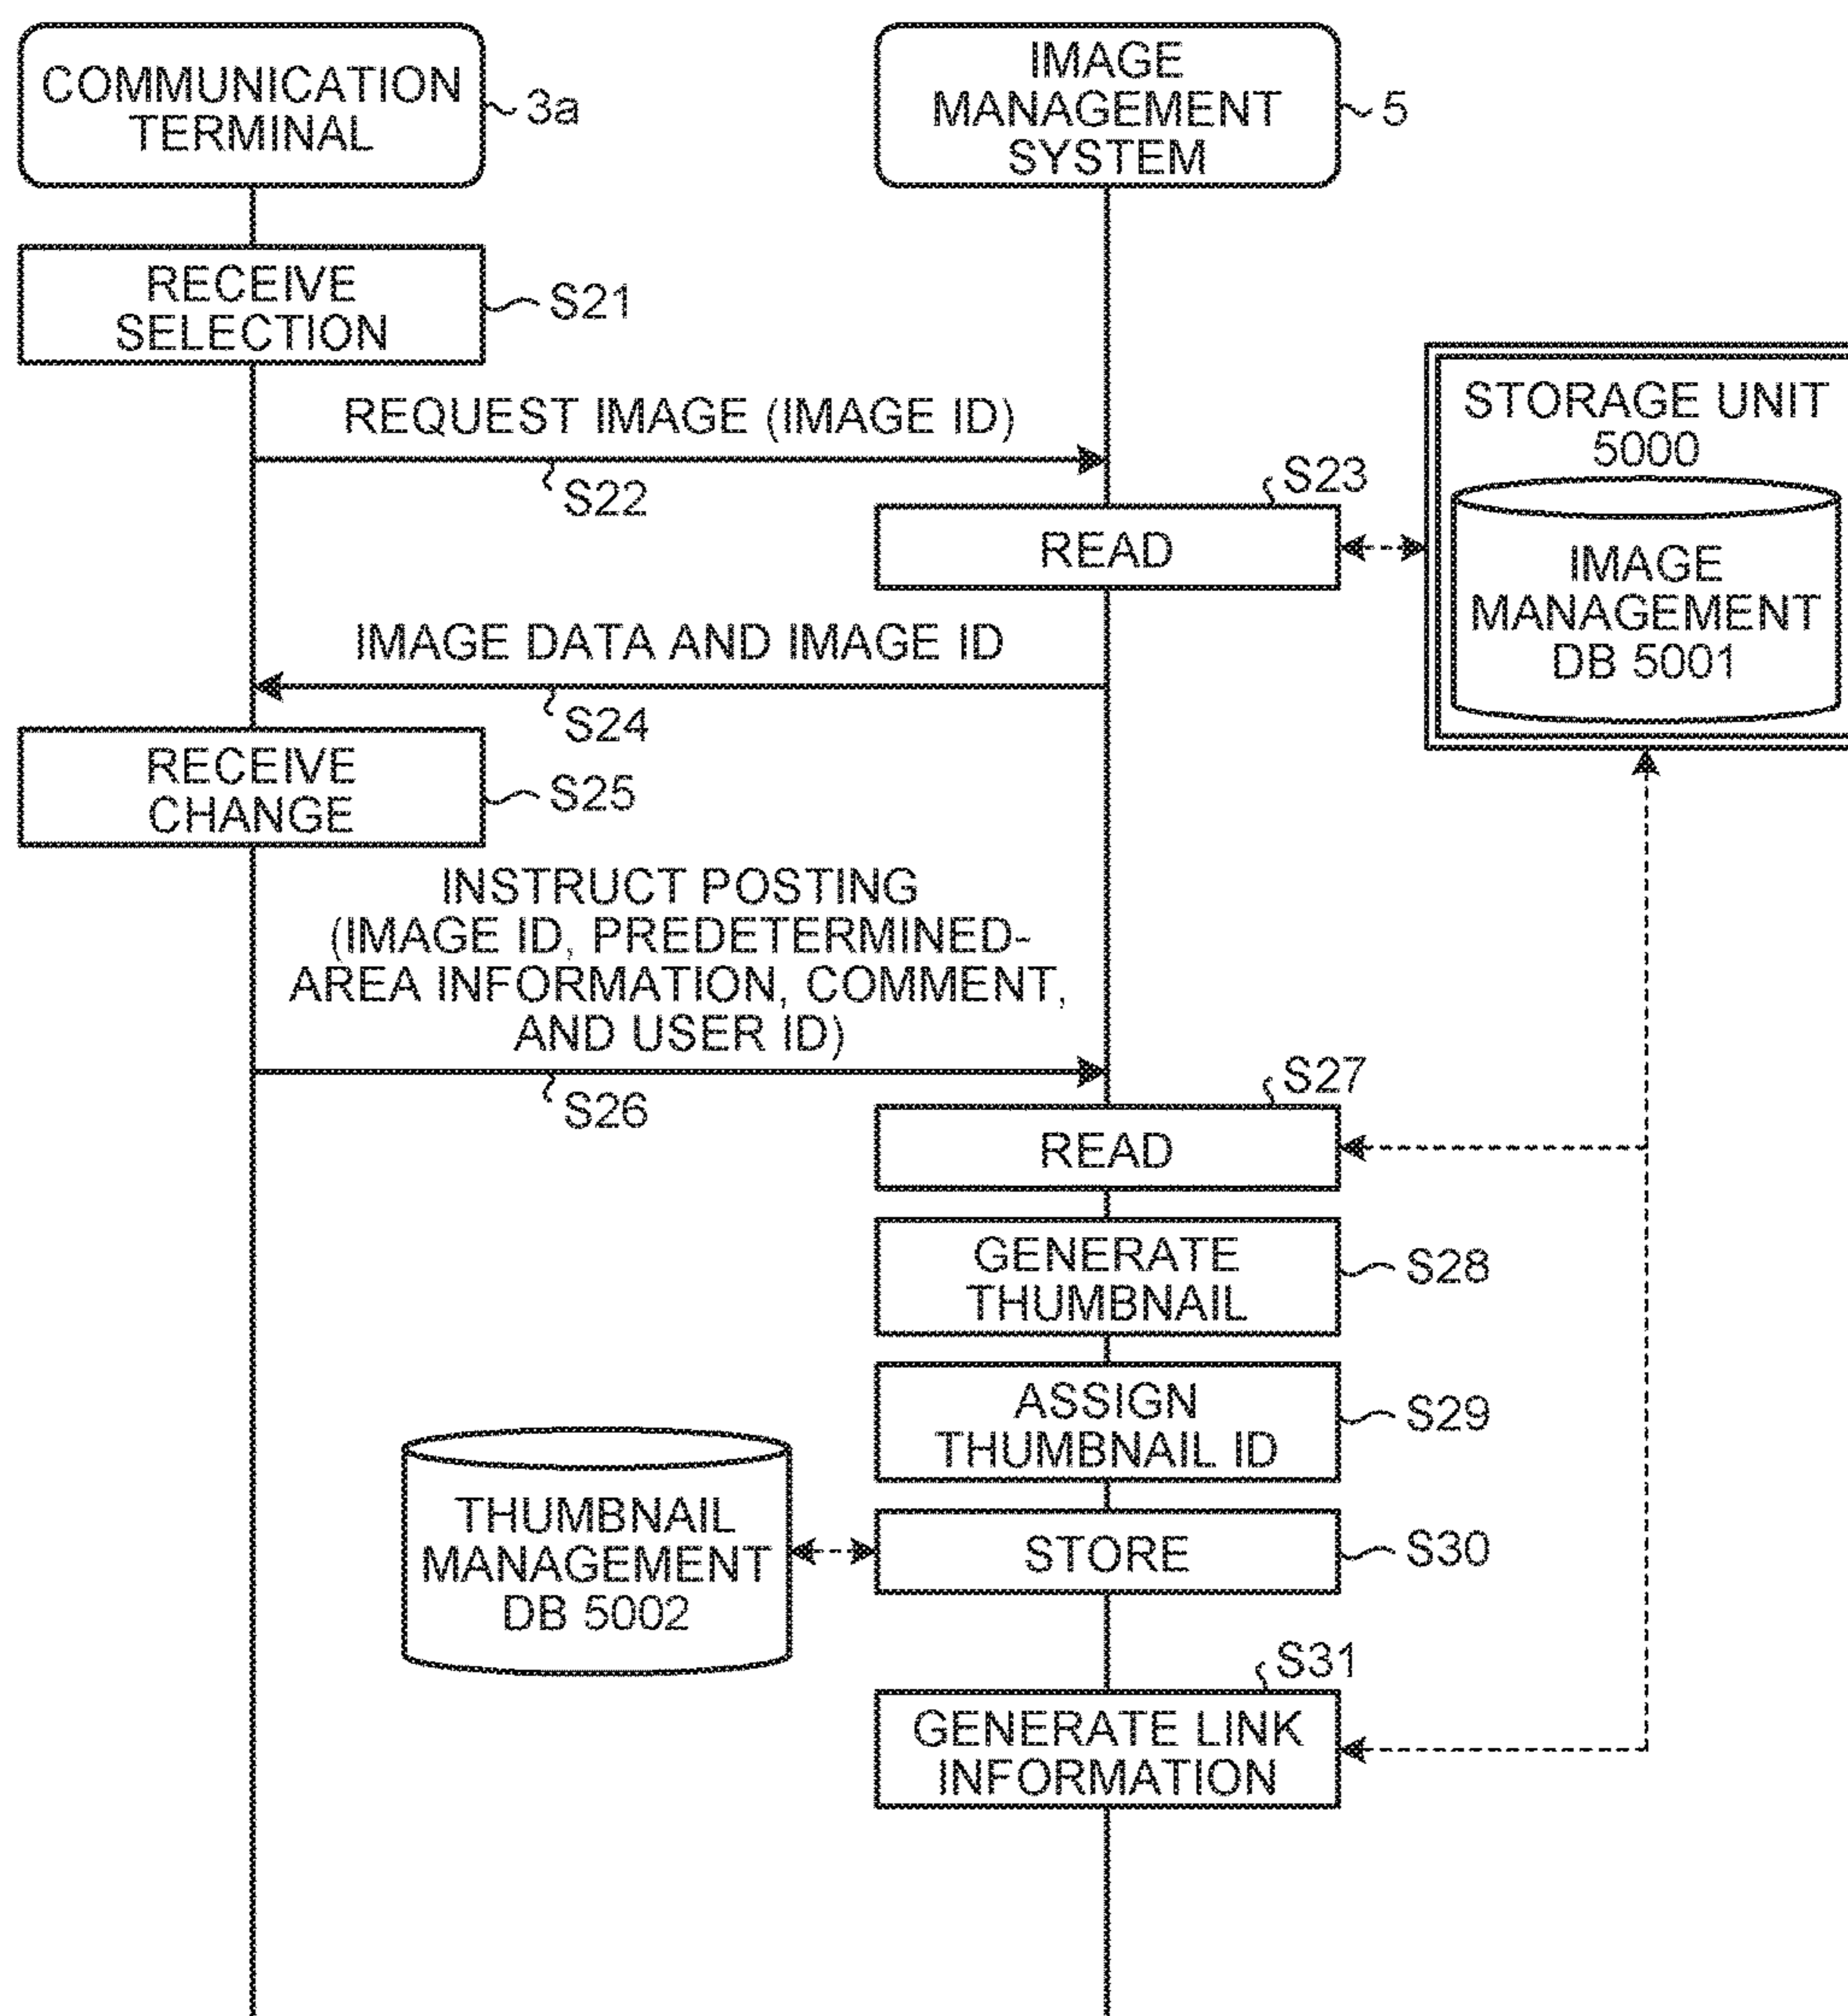 COMMUNICATION
TERMINAL
3a
IMAGE
MANAGEMENT
SYSTEM
5
RECEIVE
SELECTION
S21
REQUEST IMAGE (IMAGE ID)
S22
STORAGE UNIT
5000
S23
READ
IMAGE
MANAGEMENT
DB 5001
IMAGE DATA AND IMAGE ID
S24
RECEIVE
CHANGE
S25
INSTRUCT POSTING
(IMAGE ID, PREDETERMINED-
AREA INFORMATION, COMMENT,
AND USER ID)
S26
S27
READ
GENERATE
THUMBNAIL
S28
ASSIGN
THUMBNAIL ID
S29
THUMBNAIL
MANAGEMENT
DB 5002
STORE
S30
S31
GENERATE LINK
INFORMATION